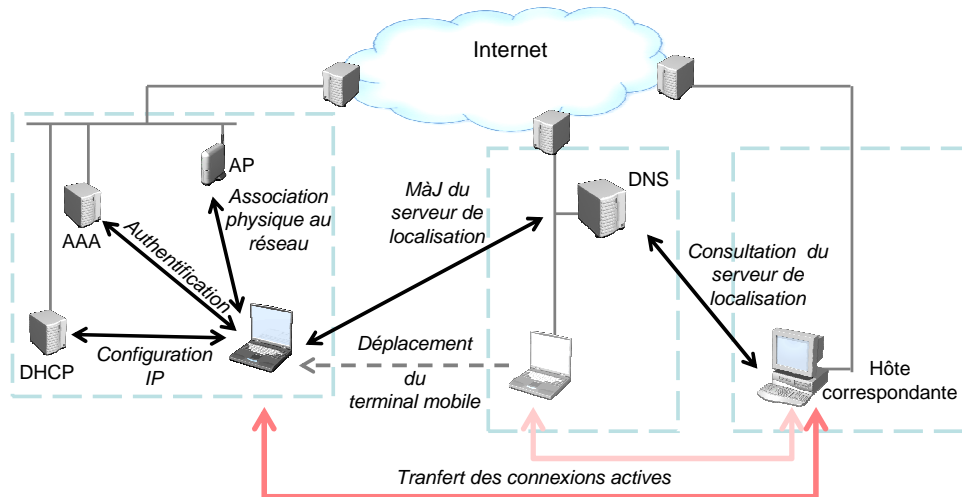 Internet
AP
Association
physique au
réseau
AAA
Authentification
DHCP
Configuration
IP
MàJ du
serveur de
localisation
DNS
Consultation du
serveur de
localisation
Déplacement
du
terminal mobile
Hôte
correspondante
Tranfert des connexions actives